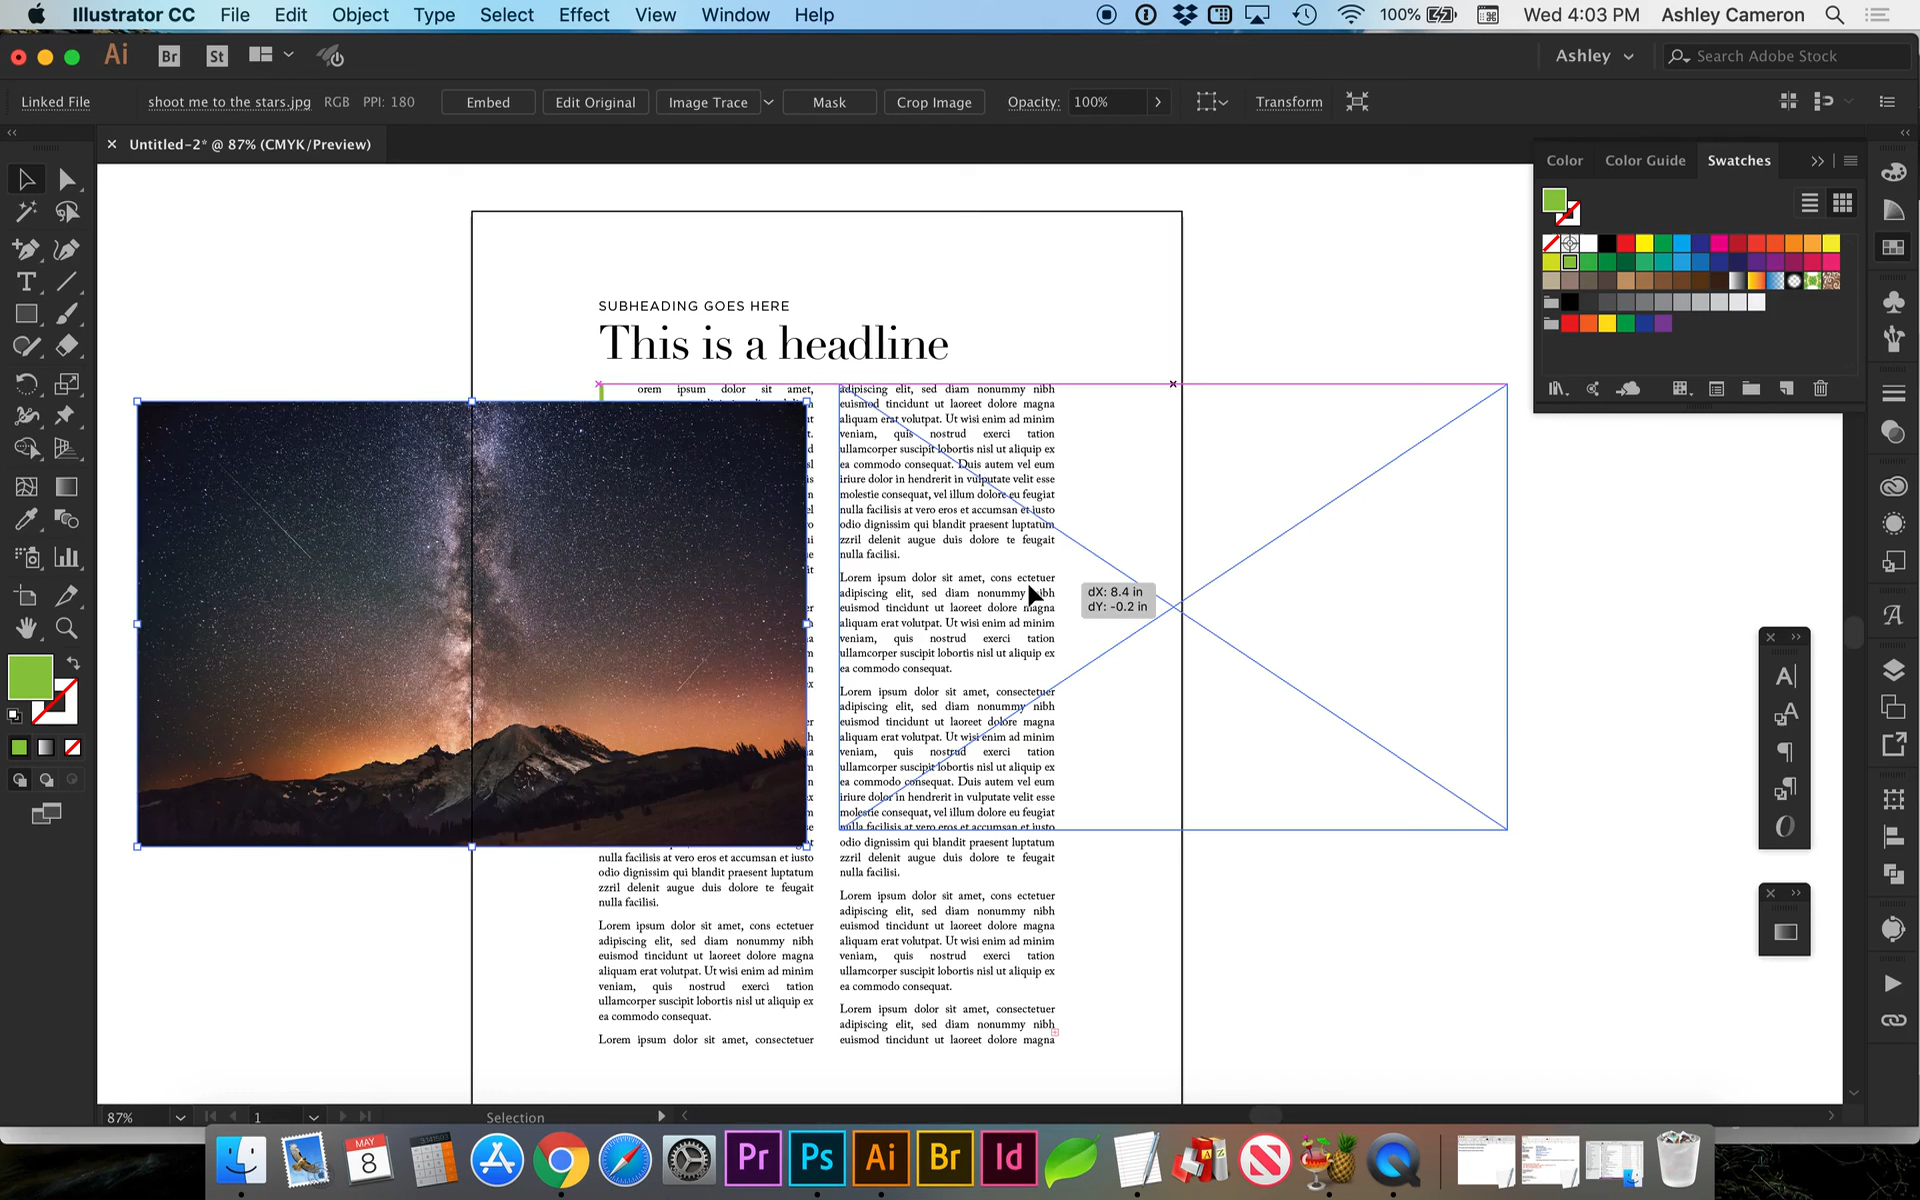 Illustrator CC File Edit Object Type Select Effect View Window Help 100% Wed 4:03 PM Ashley Cameron
Ai Br St Ashley Search Adobe Stock
Linked File shoot me to the stars.jpg RGB PPI: 180 Embed Edit Original Image Trace Mask Crop Image Opacity: 100% Transform
× Untitled-2* @ 87% (CMYK/Preview)
Color Color Guide Swatches
SUBHEADING GOES HERE
This is a headline
orem ipsum dolor sit amet,
nulla facilisis at vero eros et accumsan et iusto
odio dignissim qui blandit praesent luptatum
zzril delenit augue duis dolore te feugait
nulla facilisi.
Lorem ipsum dolor sit amet, cons ectetuer
adipiscing elit, sed diam nonummy nibh
euismod tincidunt ut laoreet dolore magna
aliquam erat volutpat. Ut wisi enim ad minim
veniam, quis nostrud exerci tation
ullamcorper suscipit lobortis nisl ut aliquip ex
ea commodo consequat.
Lorem ipsum dolor sit amet, consectetuer
adipiscing elit, sed diam nonummy nibh
euismod tincidunt ut laoreet dolore magna
aliquam erat volutpat. Ut wisi enim ad minim
veniam, quis nostrud exerci tation
ullamcorper suscipit lobortis nisl ut aliquip ex
ea commodo consequat. Duis autem vel eum
iriure dolor in hendrerit in vulputate velit esse
molestie consequat, vel illum dolore eu feugiat
nulla facilisis at vero eros et accumsan et iusto
odio dignissim qui blandit praesent luptatum
zzril delenit augue duis dolore te feugait
nulla facilisi.
Lorem ipsum dolor sit amet, cons ectetuer
adipiscing elit, sed diam nonummy nibh
euismod tincidunt ut laoreet dolore magna
aliquam erat volutpat. Ut wisi enim ad minim
veniam, quis nostrud exerci tation
ullamcorper suscipit lobortis nisl ut aliquip ex
ea commodo consequat.
Lorem ipsum dolor sit amet, consectetuer
adipiscing elit, sed diam nonummy nibh
euismod tincidunt ut laoreet dolore magna
aliquam erat volutpat. Ut wisi enim ad minim
veniam, quis nostrud exerci tation
ullamcorper suscipit lobortis nisl ut aliquip ex
ea commodo consequat. Duis autem vel eum
iriure dolor in hendrerit in vulputate velit esse
molestie consequat, vel illum dolore eu feugiat
nulla facilisis at vero eros et accumsan et iusto
odio dignissim qui blandit praesent luptatum
zzril delenit augue duis dolore te feugait
nulla facilisi.
Lorem ipsum dolor sit amet, cons ectetuer
adipiscing elit, sed diam nonummy nibh
euismod tincidunt ut laoreet dolore magna
aliquam erat volutpat. Ut wisi enim ad minim
veniam, quis nostrud exerci tation
ullamcorper suscipit lobortis nisl ut aliquip ex
ea commodo consequat.
Lorem ipsum dolor sit amet, consectetuer
adipiscing elit, sed diam nonummy nibh
euismod tincidunt ut laoreet dolore magna
dX: 8.4 in
dY: -0.2 in
87% 1 Selection
MAY
8
Pr Ps Ai Br Id